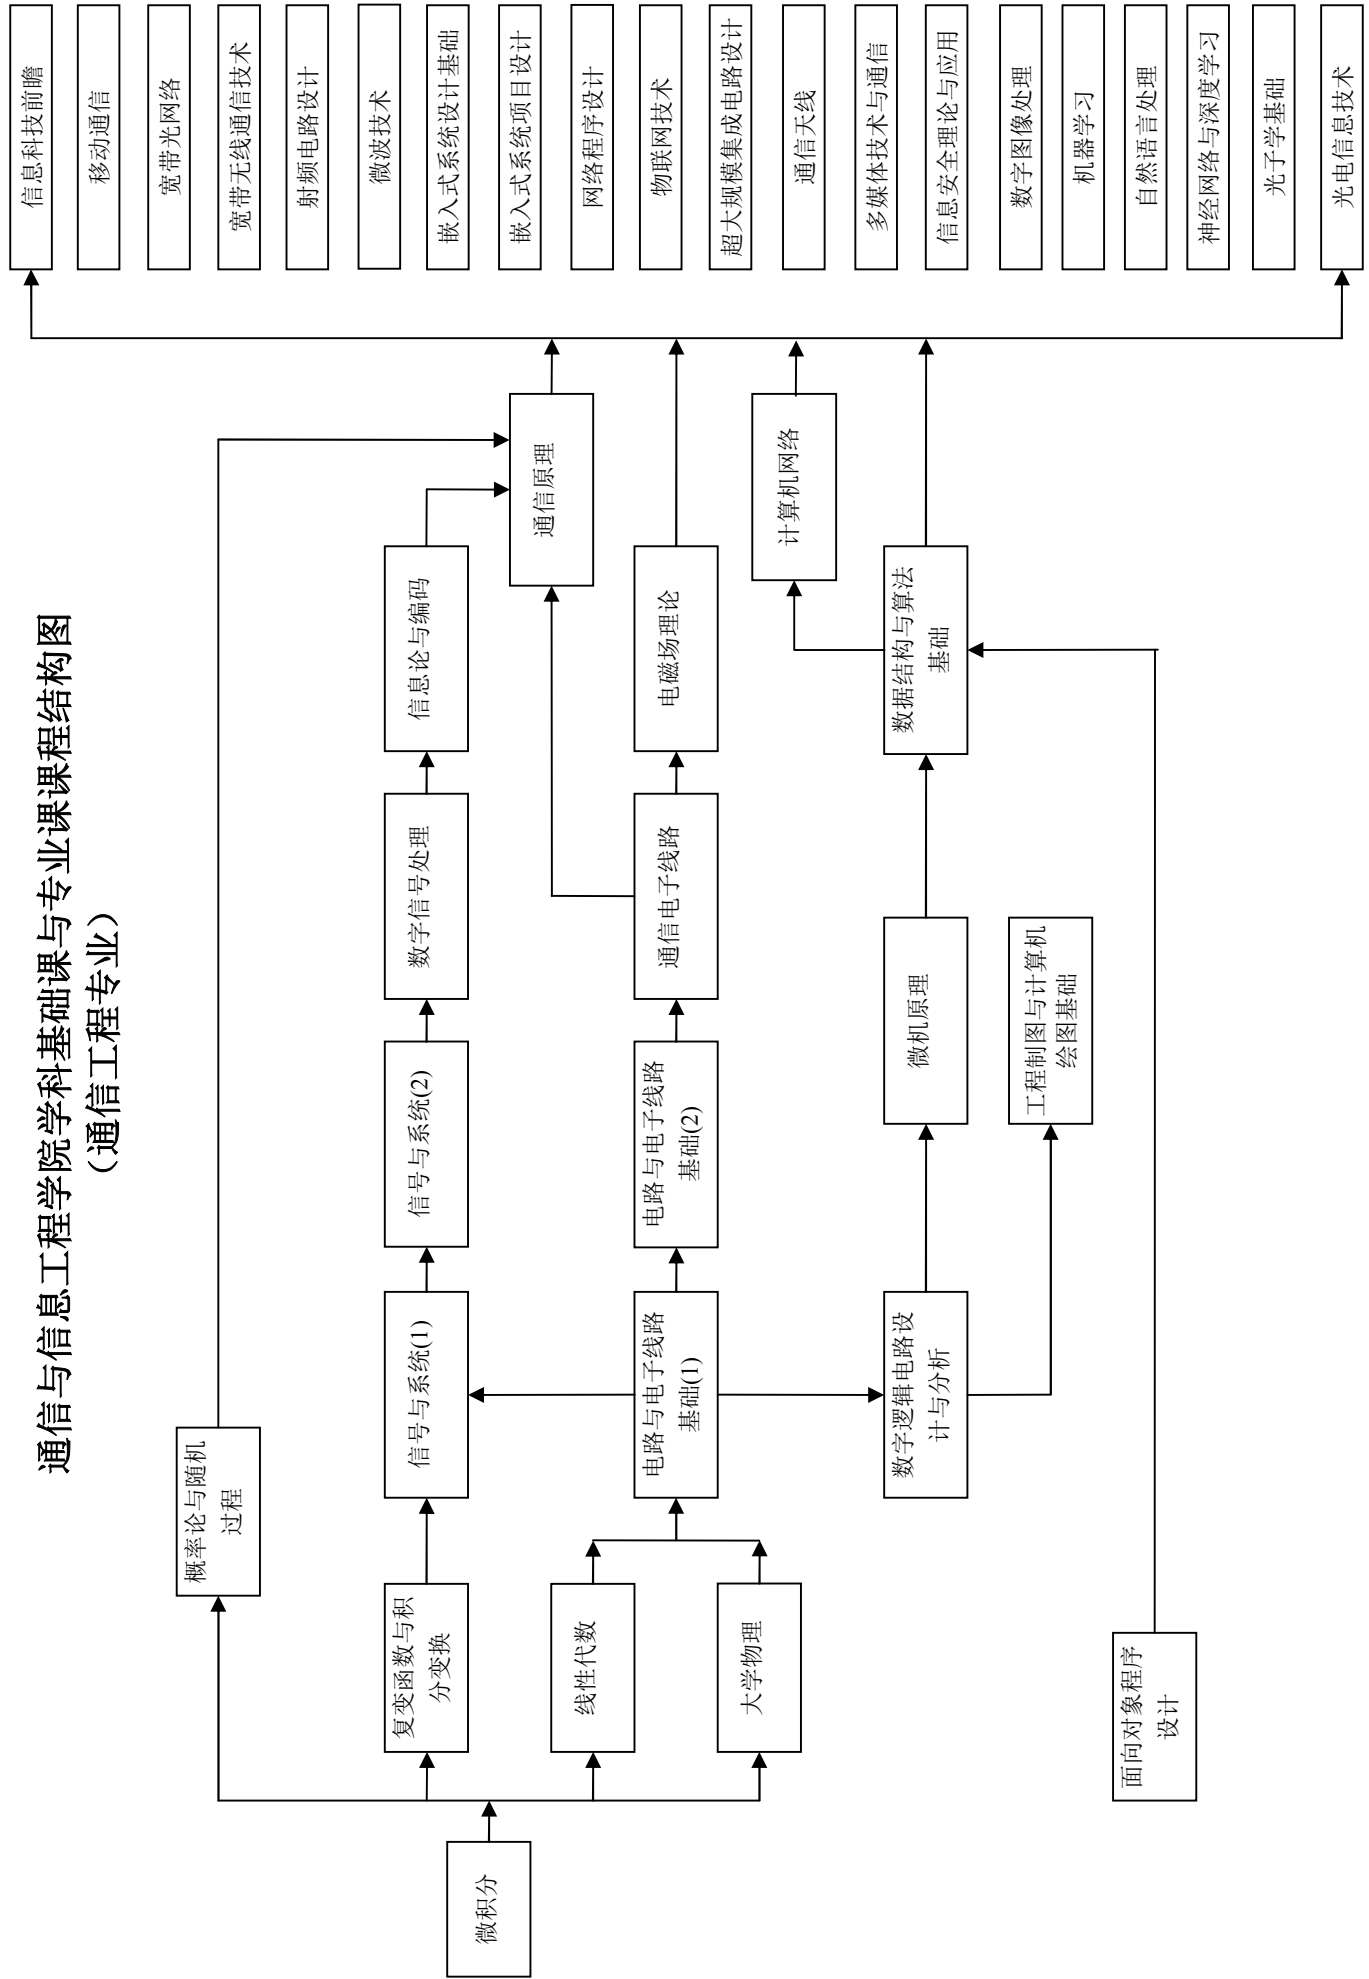 通信与信息工程学院学科基础课与专业课课程结构图
（通信工程专业）
微积分
概率论与随机
过程
复变函数与积
分变换
线性代数
大学物理
面向对象程序
设计
信号与系统(1)
电路与电子线路
基础(1)
数字逻辑电路设
计与分析
信号与系统(2)
电路与电子线路
基础(2)
微机原理
工程制图与计算机
绘图基础
数字信号处理
通信电子线路
信息论与编码
电磁场理论
数据结构与算法
基础
通信原理
计算机网络
信息科技前瞻
移动通信
宽带光网络
宽带无线通信技术
射频电路设计
微波技术
嵌入式系统设计基础
嵌入式系统项目设计
网络程序设计
物联网技术
超大规模集成电路设计
通信天线
多媒体技术与通信
信息安全理论与应用
数字图像处理
机器学习
自然语言处理
神经网络与深度学习
光子学基础
光电信息技术